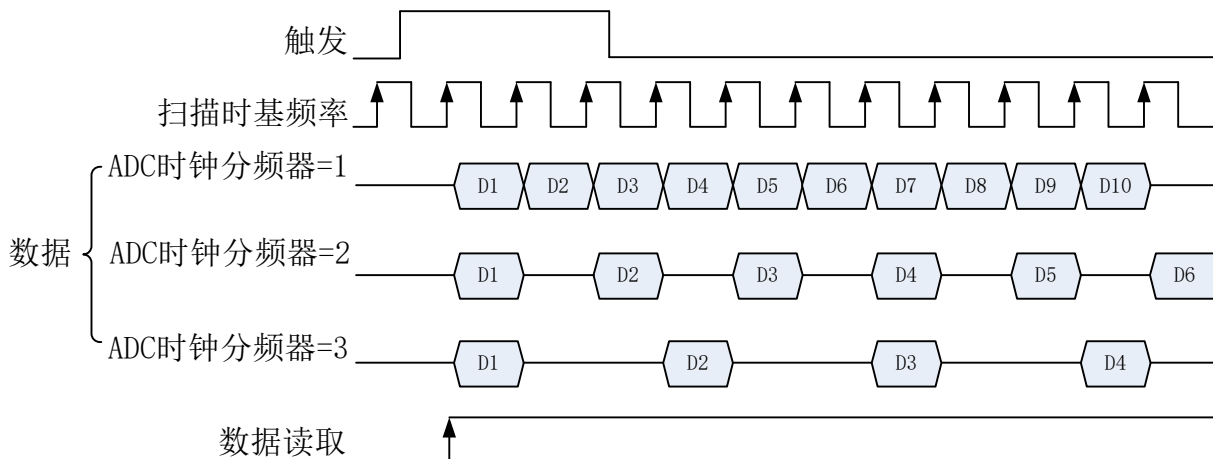 触发
扫描时基频率
数据
ADC时钟分频器=1
D1 D2 D3 D4 D5 D6 D7 D8 D9 D10
ADC时钟分频器=2
D1 D2 D3 D4 D5 D6
ADC时钟分频器=3
D1 D2 D3 D4
数据读取